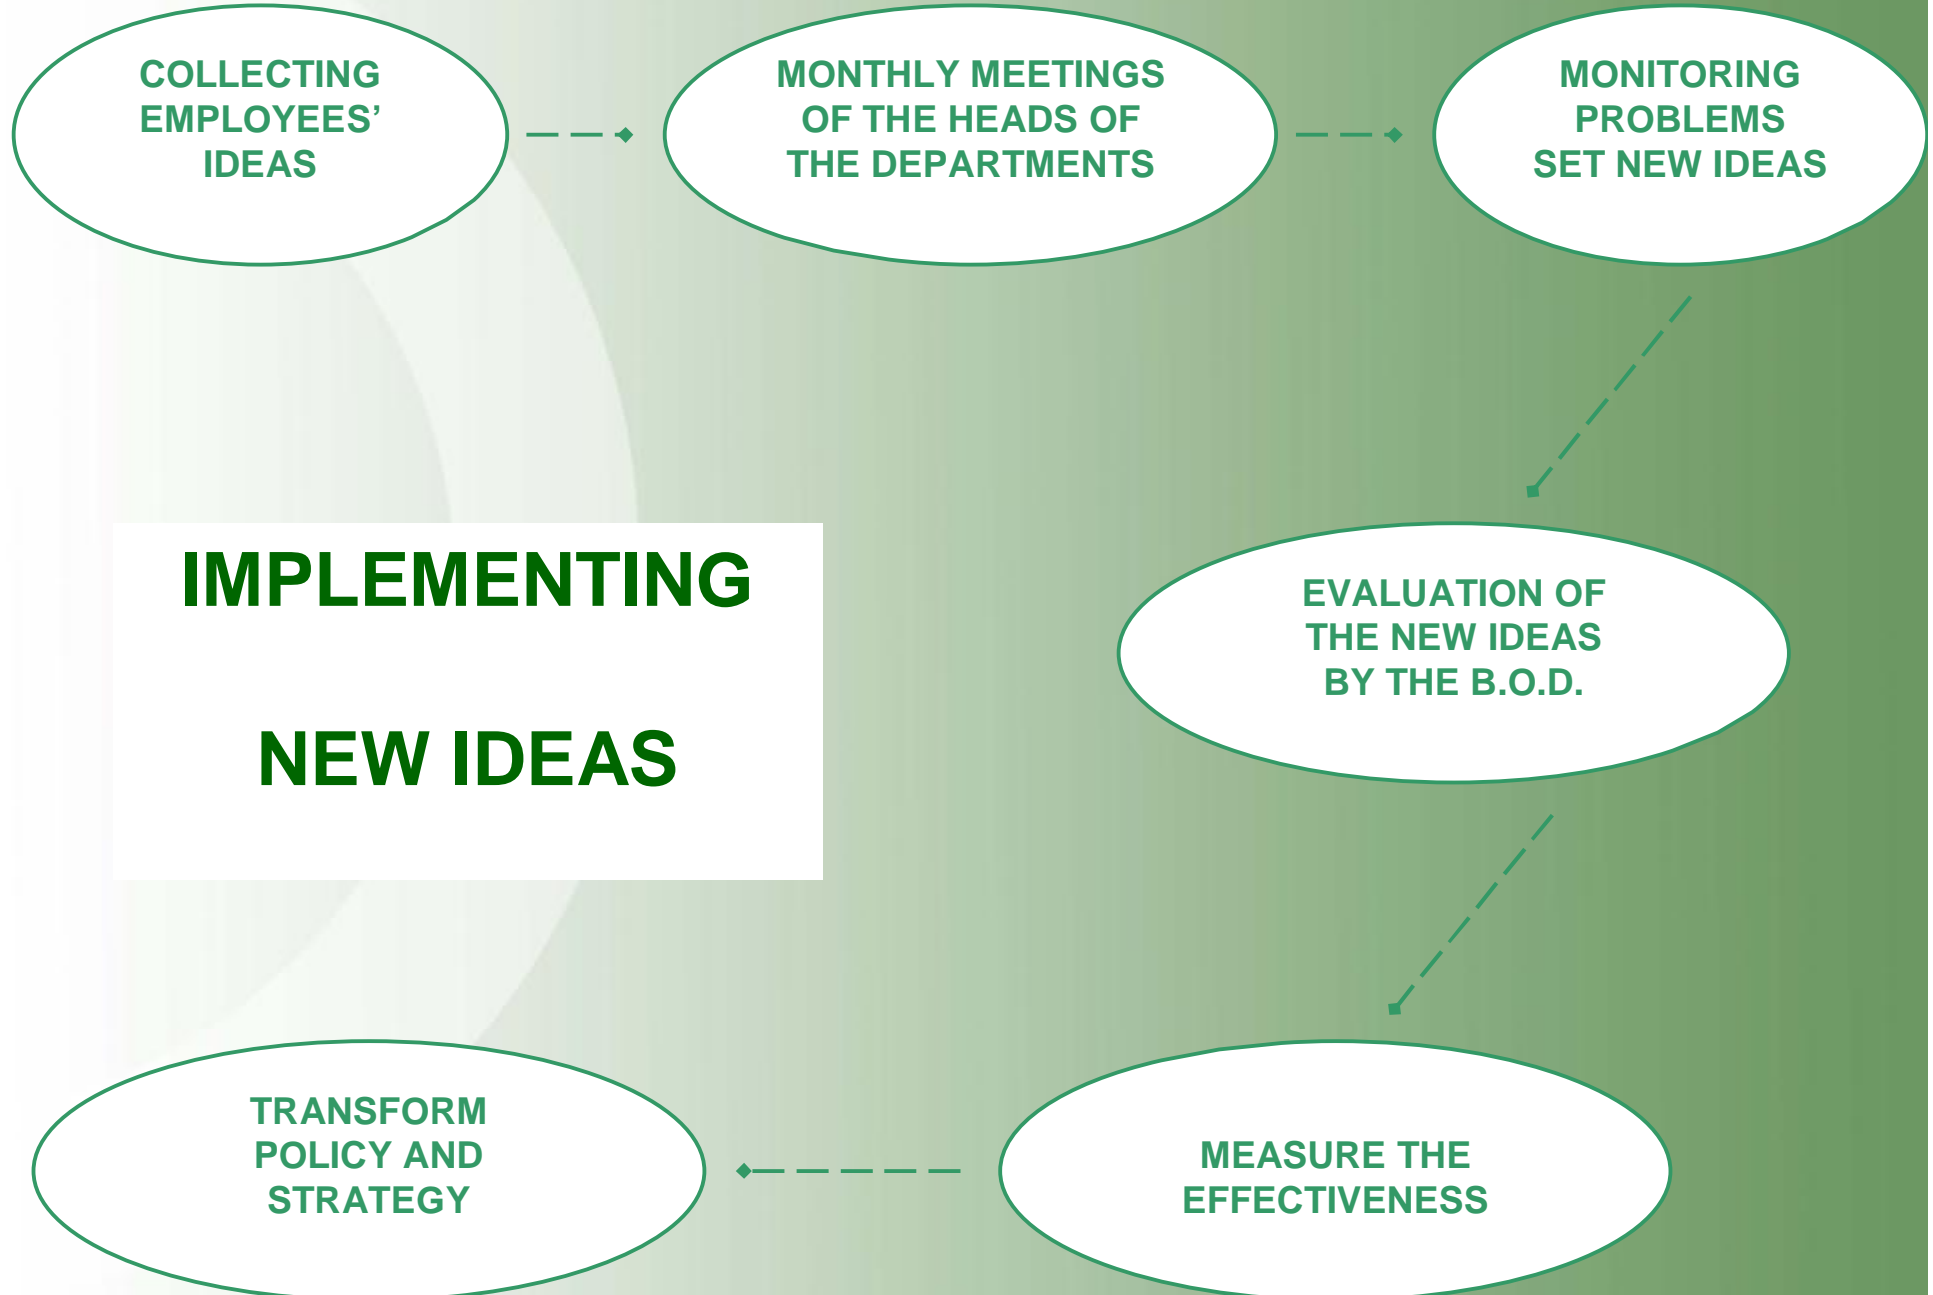 COLLECTING
EMPLOYEES’
IDEAS
MONTHLY MEETINGS
OF THE HEADS OF
THE DEPARTMENTS
MONITORING
PROBLEMS
SET NEW IDEAS
IMPLEMENTING
NEW IDEAS
EVALUATION OF
THE NEW IDEAS
BY THE B.O.D.
TRANSFORM
POLICY AND
STRATEGY
MEASURE THE
EFFECTIVENESS